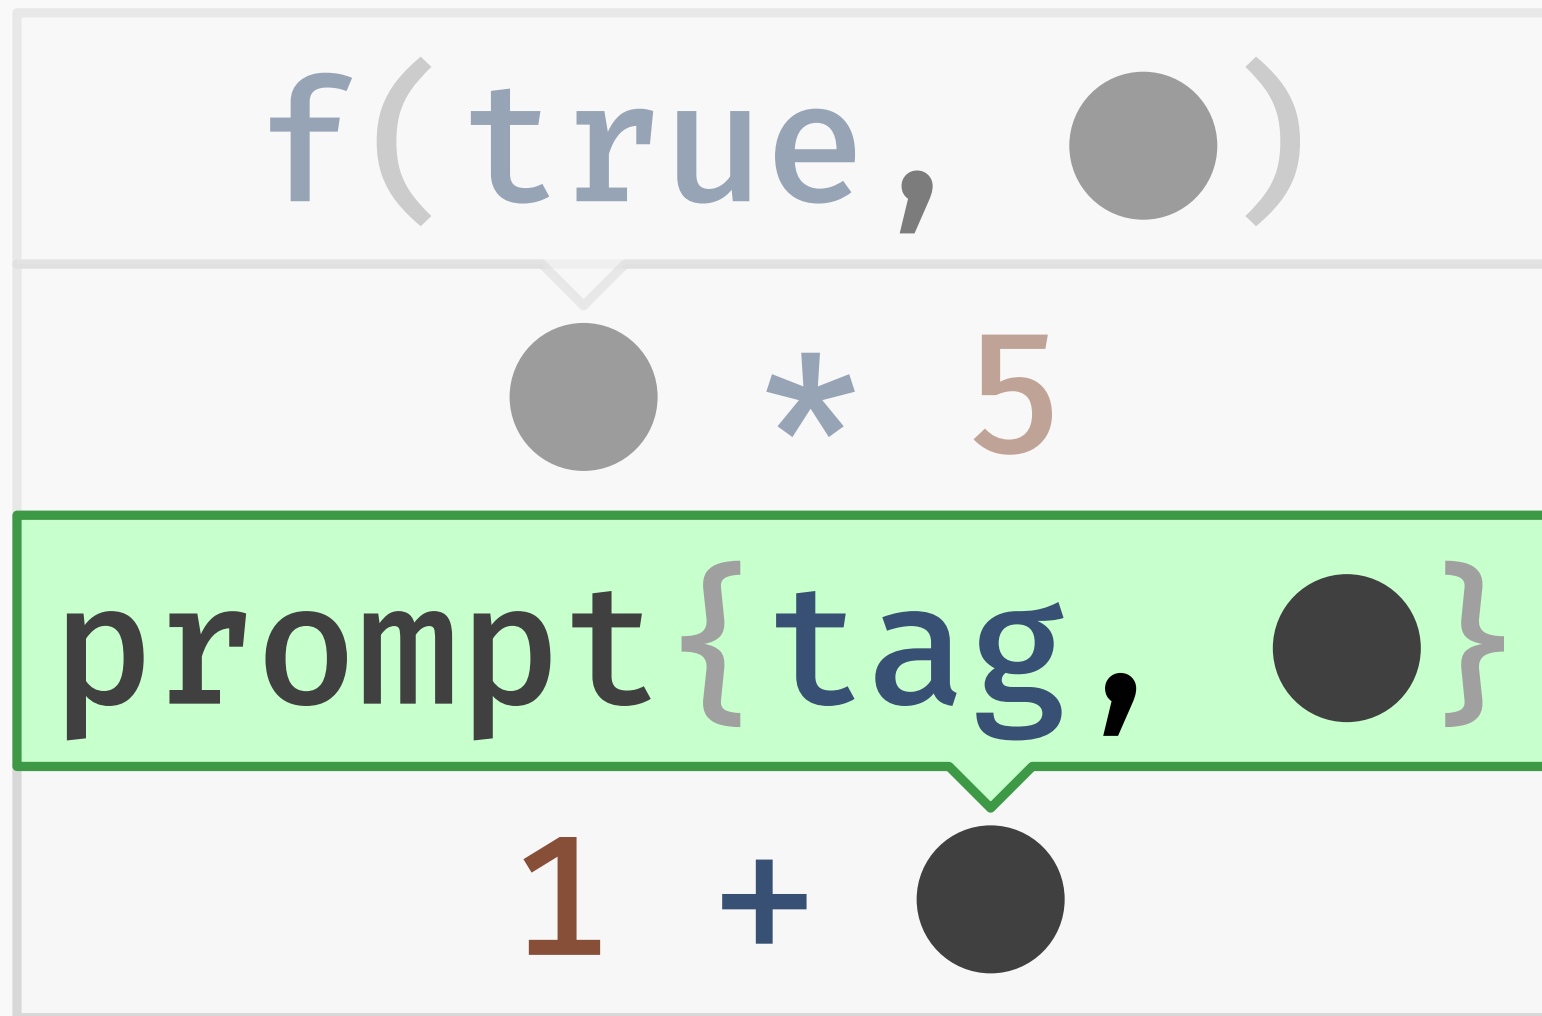 f(true, ●)
● * 5
prompt{tag, ●}
1 + ●